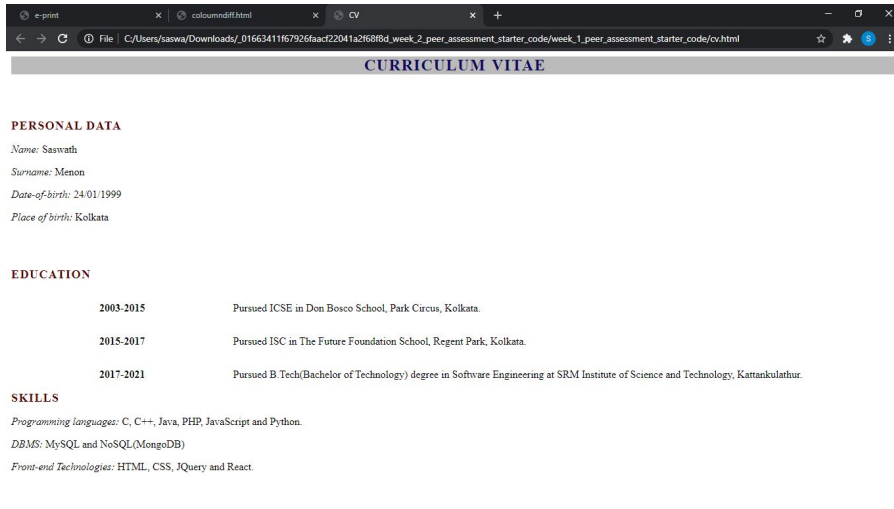 e-print
coloumndiff.html
CV
File | C:/Users/saswa/Downloads/_01663411f67926faacf22041a2f68f8d_week_2_peer_assessment_starter_code/week_1_peer_assessment_starter_code/cv.html
S
CURRICULUM VITAE
PERSONAL DATA
Name: Saswath
Surname: Menon
Date-of-birth: 24/01/1999
Place of birth: Kolkata
EDUCATION
2003-2015 Pursued ICSE in Don Bosco School, Park Circus, Kolkata.
2015-2017 Pursued ISC in The Future Foundation School, Regent Park, Kolkata.
2017-2021 Pursued B.Tech(Bachelor of Technology) degree in Software Engineering at SRM Institute of Science and Technology, Kattankulathur.
SKILLS
Programming languages: C, C++, Java, PHP, JavaScript and Python.
DBMS: MySQL and NoSQL(MongoDB)
Front-end Technologies: HTML, CSS, JQuery and React.